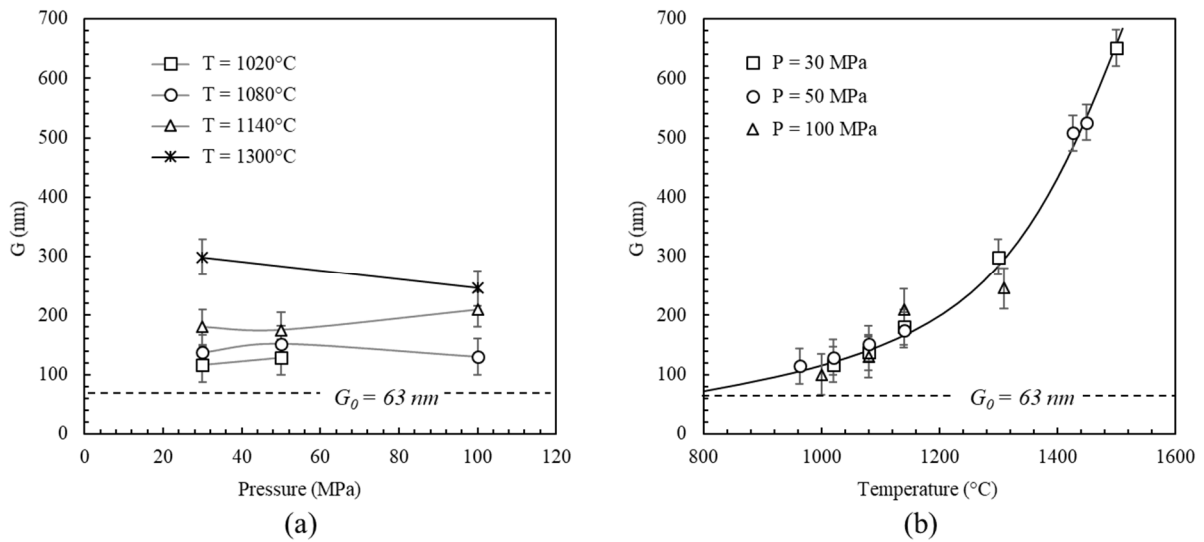 700
600
500
400
300
200
100
0
G (nm)
T = 1020°C
T = 1080°C
T = 1140°C
T = 1300°C
G₀ = 63 nm
0 20 40 60 80 100 120
Pressure (MPa)
(a)
700
600
500
400
300
200
100
0
G (nm)
P = 30 MPa
P = 50 MPa
P = 100 MPa
G₀ = 63 nm
800 1000 1200 1400 1600
Temperature (°C)
(b)